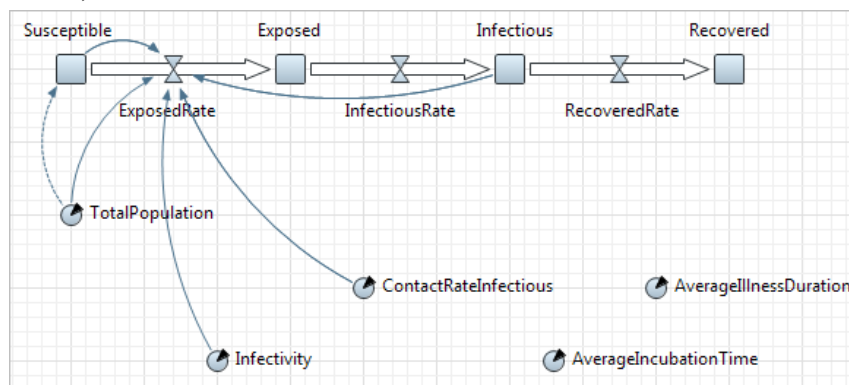 Susceptible Exposed Infectious Recovered
ExposedRate InfectiousRate RecoveredRate
TotalPopulation
ContactRateInfectious AverageIllnessDuration
Infectivity AverageIncubationTime